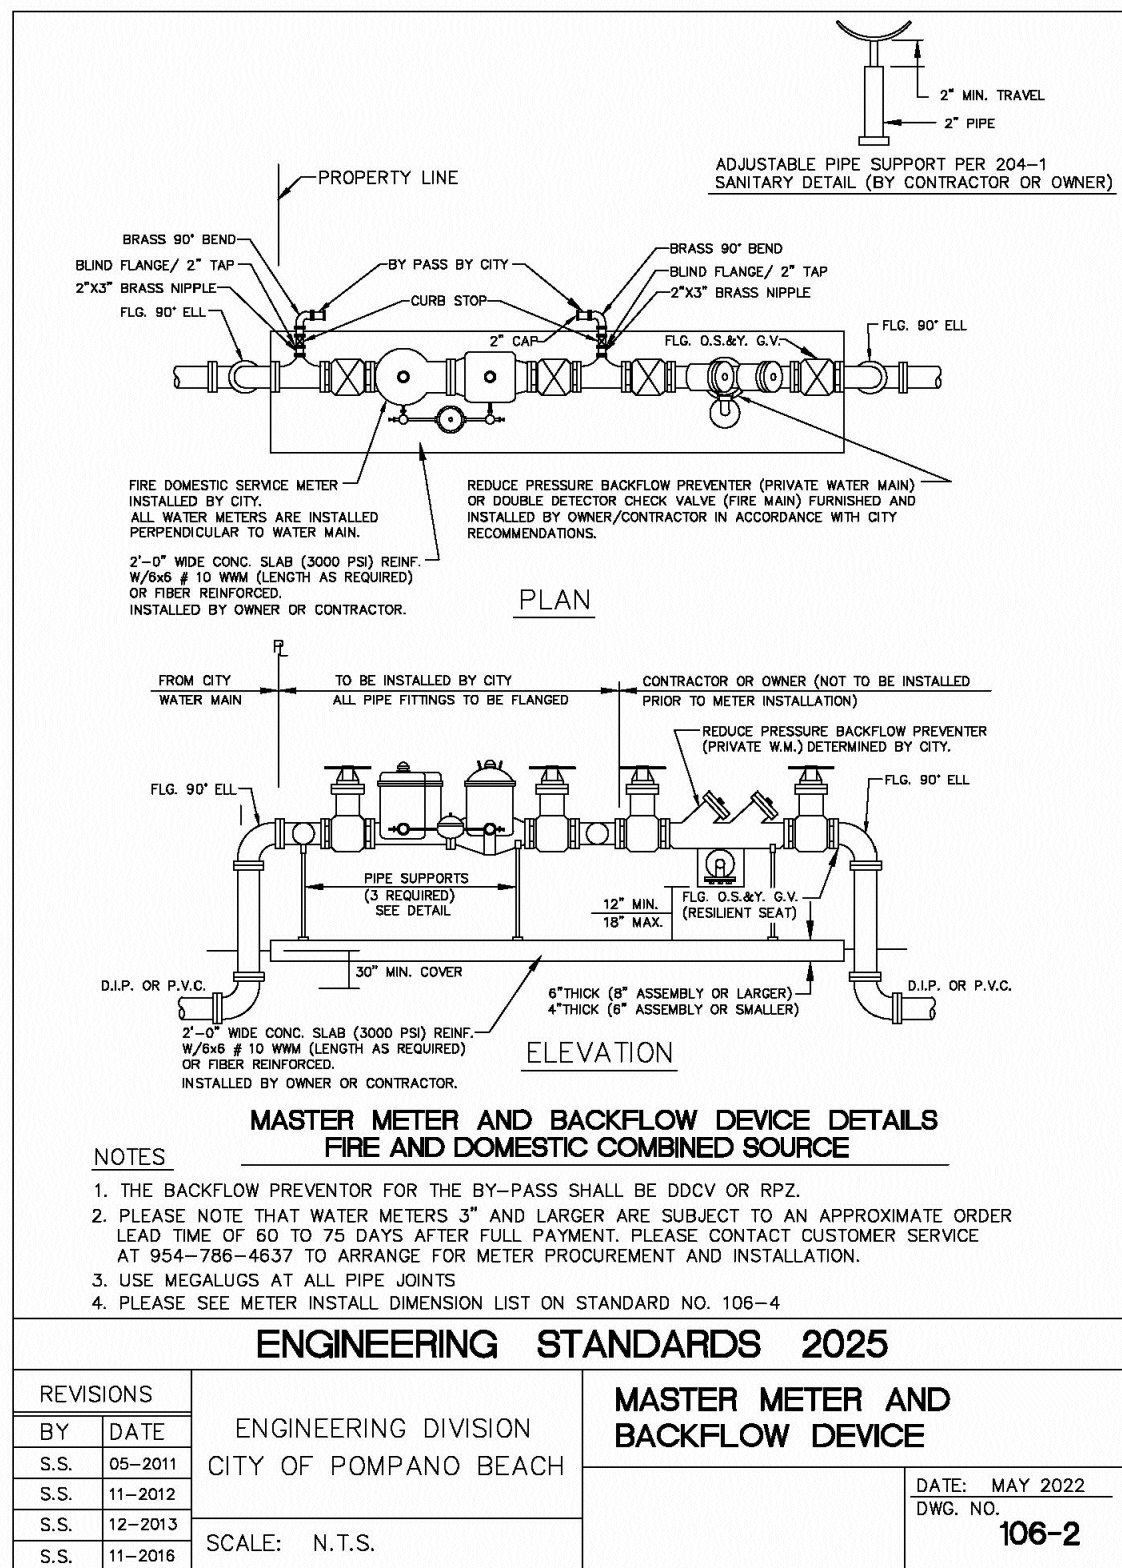 2" MIN. TRAVEL
2" PIPE
ADJUSTABLE PIPE SUPPORT PER 204-1
SANITARY DETAIL (BY CONTRACTOR OR OWNER)
PROPERTY LINE
BRASS 90° BEND
BLIND FLANGE/ 2" TAP
2"X3" BRASS NIPPLE
FLG. 90° ELL
BY PASS BY CITY
CURB STOP
2" CAP
BRASS 90° BEND
BLIND FLANGE/ 2" TAP
2"X3" BRASS NIPPLE
FLG. O.S.&Y. G.V.
FLG. 90° ELL
FIRE DOMESTIC SERVICE METER
INSTALLED BY CITY.
ALL WATER METERS ARE INSTALLED
PERPENDICULAR TO WATER MAIN.
REDUCE PRESSURE BACKFLOW PREVENTER (PRIVATE WATER MAIN)
OR DOUBLE DETECTOR CHECK VALVE (FIRE MAIN) FURNISHED AND
INSTALLED BY OWNER/CONTRACTOR IN ACCORDANCE WITH CITY
RECOMMENDATIONS.
2'-0" WIDE CONC. SLAB (3000 PSI) REINF.
W/6x6 # 10 WWM (LENGTH AS REQUIRED)
OR FIBER REINFORCED.
INSTALLED BY OWNER OR CONTRACTOR.
PLAN
PL
FROM CITY
WATER MAIN
TO BE INSTALLED BY CITY
ALL PIPE FITTINGS TO BE FLANGED
CONTRACTOR OR OWNER (NOT TO BE INSTALLED
PRIOR TO METER INSTALLATION)
REDUCE PRESSURE BACKFLOW PREVENTER
(PRIVATE W.M.) DETERMINED BY CITY.
FLG. 90° ELL
FLG. 90° ELL
PIPE SUPPORTS
(3 REQUIRED)
SEE DETAIL
12" MIN.
18" MAX.
FLG. O.S.&Y. G.V.
(RESILIENT SEAT)
30" MIN. COVER
D.I.P. OR P.V.C.
6"THICK (8" ASSEMBLY OR LARGER)
4"THICK (6" ASSEMBLY OR SMALLER)
D.I.P. OR P.V.C.
2'-0" WIDE CONC. SLAB (3000 PSI) REINF.
W/6x6 # 10 WWM (LENGTH AS REQUIRED)
OR FIBER REINFORCED.
INSTALLED BY OWNER OR CONTRACTOR.
ELEVATION
MASTER METER AND BACKFLOW DEVICE DETAILS
FIRE AND DOMESTIC COMBINED SOURCE
NOTES
1. THE BACKFLOW PREVENTOR FOR THE BY-PASS SHALL BE DDCV OR RPZ.
2. PLEASE NOTE THAT WATER METERS 3" AND LARGER ARE SUBJECT TO AN APPROXIMATE ORDER
LEAD TIME OF 60 TO 75 DAYS AFTER FULL PAYMENT. PLEASE CONTACT CUSTOMER SERVICE
AT 954-786-4637 TO ARRANGE FOR METER PROCUREMENT AND INSTALLATION.
3. USE MEGALUGS AT ALL PIPE JOINTS
4. PLEASE SEE METER INSTALL DIMENSION LIST ON STANDARD NO. 106-4
ENGINEERING STANDARDS 2025
REVISIONS
BY DATE
S.S. 05-2011
S.S. 11-2012
S.S. 12-2013
S.S. 11-2016
ENGINEERING DIVISION
CITY OF POMPANO BEACH
SCALE: N.T.S.
MASTER METER AND
BACKFLOW DEVICE
DATE: MAY 2022
DWG. NO.
106-2